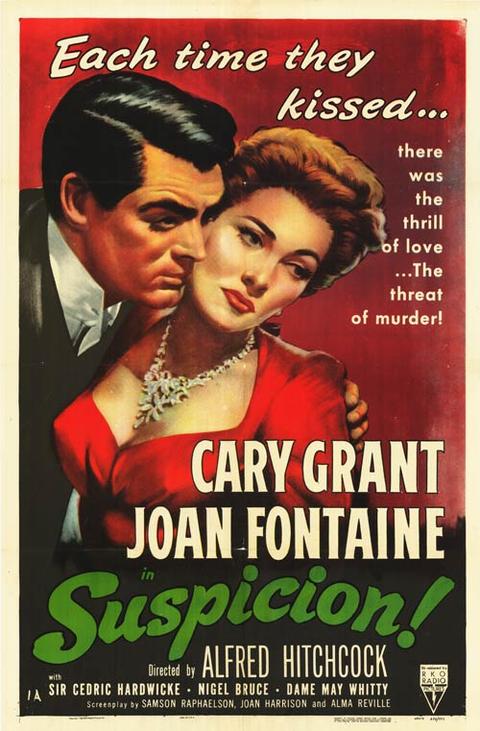 Each time they
kissed...
there
was
the
thrill
of love
...The
threat
of murder!
CARY GRANT
JOAN FONTAINE
in
Suspicion!
Directed by ALFRED HITCHCOCK
with
SIR CEDRIC HARDWICKE · NIGEL BRUCE · DAME MAY WHITTY
Screenplay by SAMSON RAPHAELSON, JOAN HARRISON and ALMA REVILLE
RKO
RADIO
PICTURES